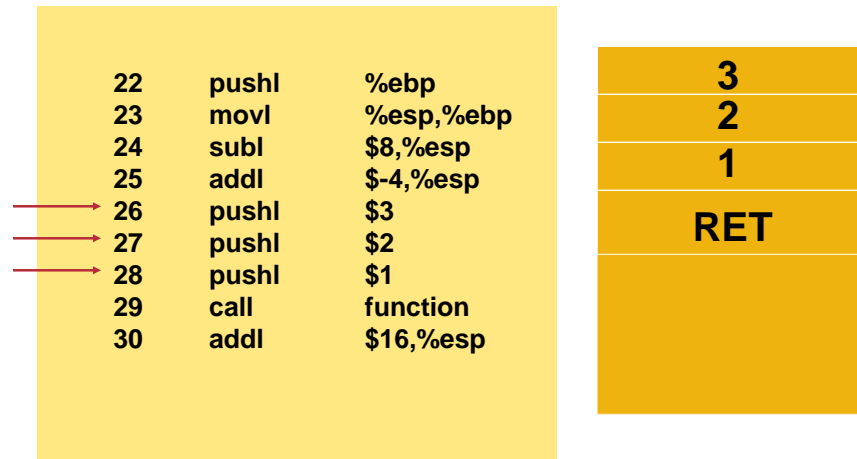 22 pushl %ebp
23 movl %esp,%ebp
24 subl $8,%esp
25 addl $-4,%esp
26 pushl $3
27 pushl $2
28 pushl $1
29 call function
30 addl $16,%esp
3
2
1
RET